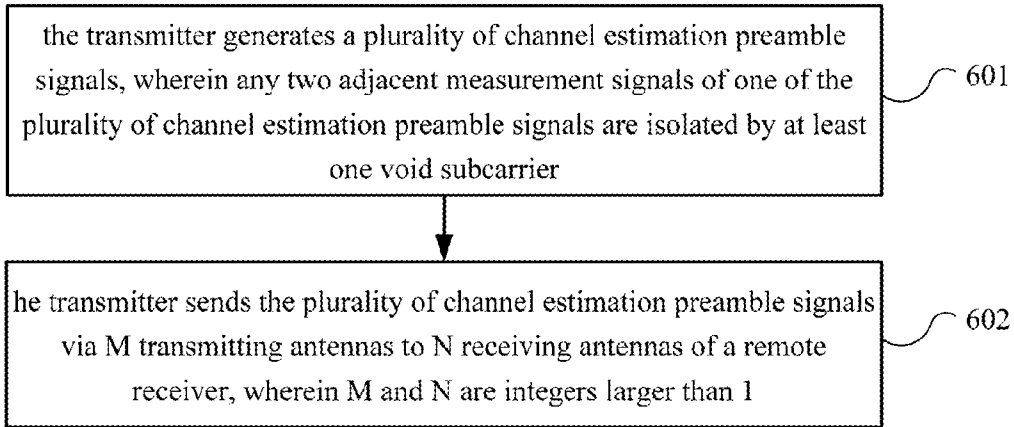 the transmitter generates a plurality of channel estimation preamble
signals, wherein any two adjacent measurement signals of one of the
plurality of channel estimation preamble signals are isolated by at least
one void subcarrier
601
he transmitter sends the plurality of channel estimation preamble signals
via M transmitting antennas to N receiving antennas of a remote
receiver, wherein M and N are integers larger than 1
602